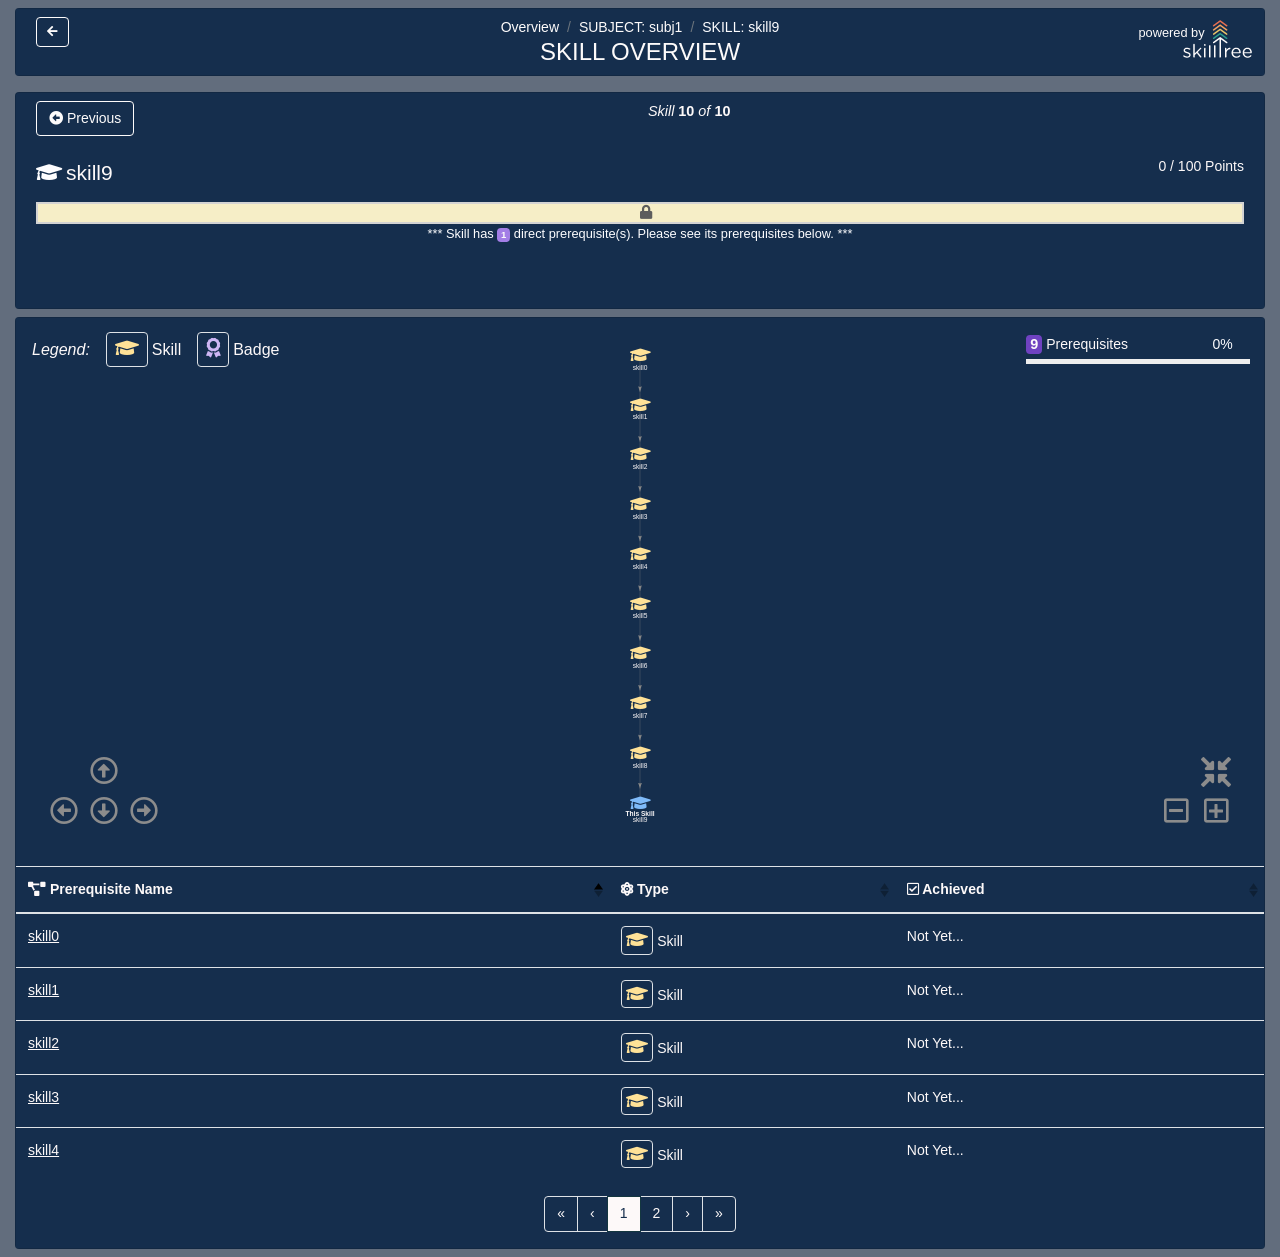 Overview / SUBJECT: subj1 / SKILL: skill9
SKILL OVERVIEW
powered by
skilltree
Previous
Skill 10 of 10
skill9
0 / 100 Points
*** Skill has 1 direct prerequisite(s). Please see its prerequisites below. ***
Legend: Skill Badge
9 Prerequisites 0%
skill0
skill1
skill2
skill3
skill4
skill5
skill6
skill7
skill8
This Skill
skill9
Prerequisite Name Type Achieved
skill0 Skill Not Yet...
skill1 Skill Not Yet...
skill2 Skill Not Yet...
skill3 Skill Not Yet...
skill4 Skill Not Yet...
« ‹ 1 2 › »